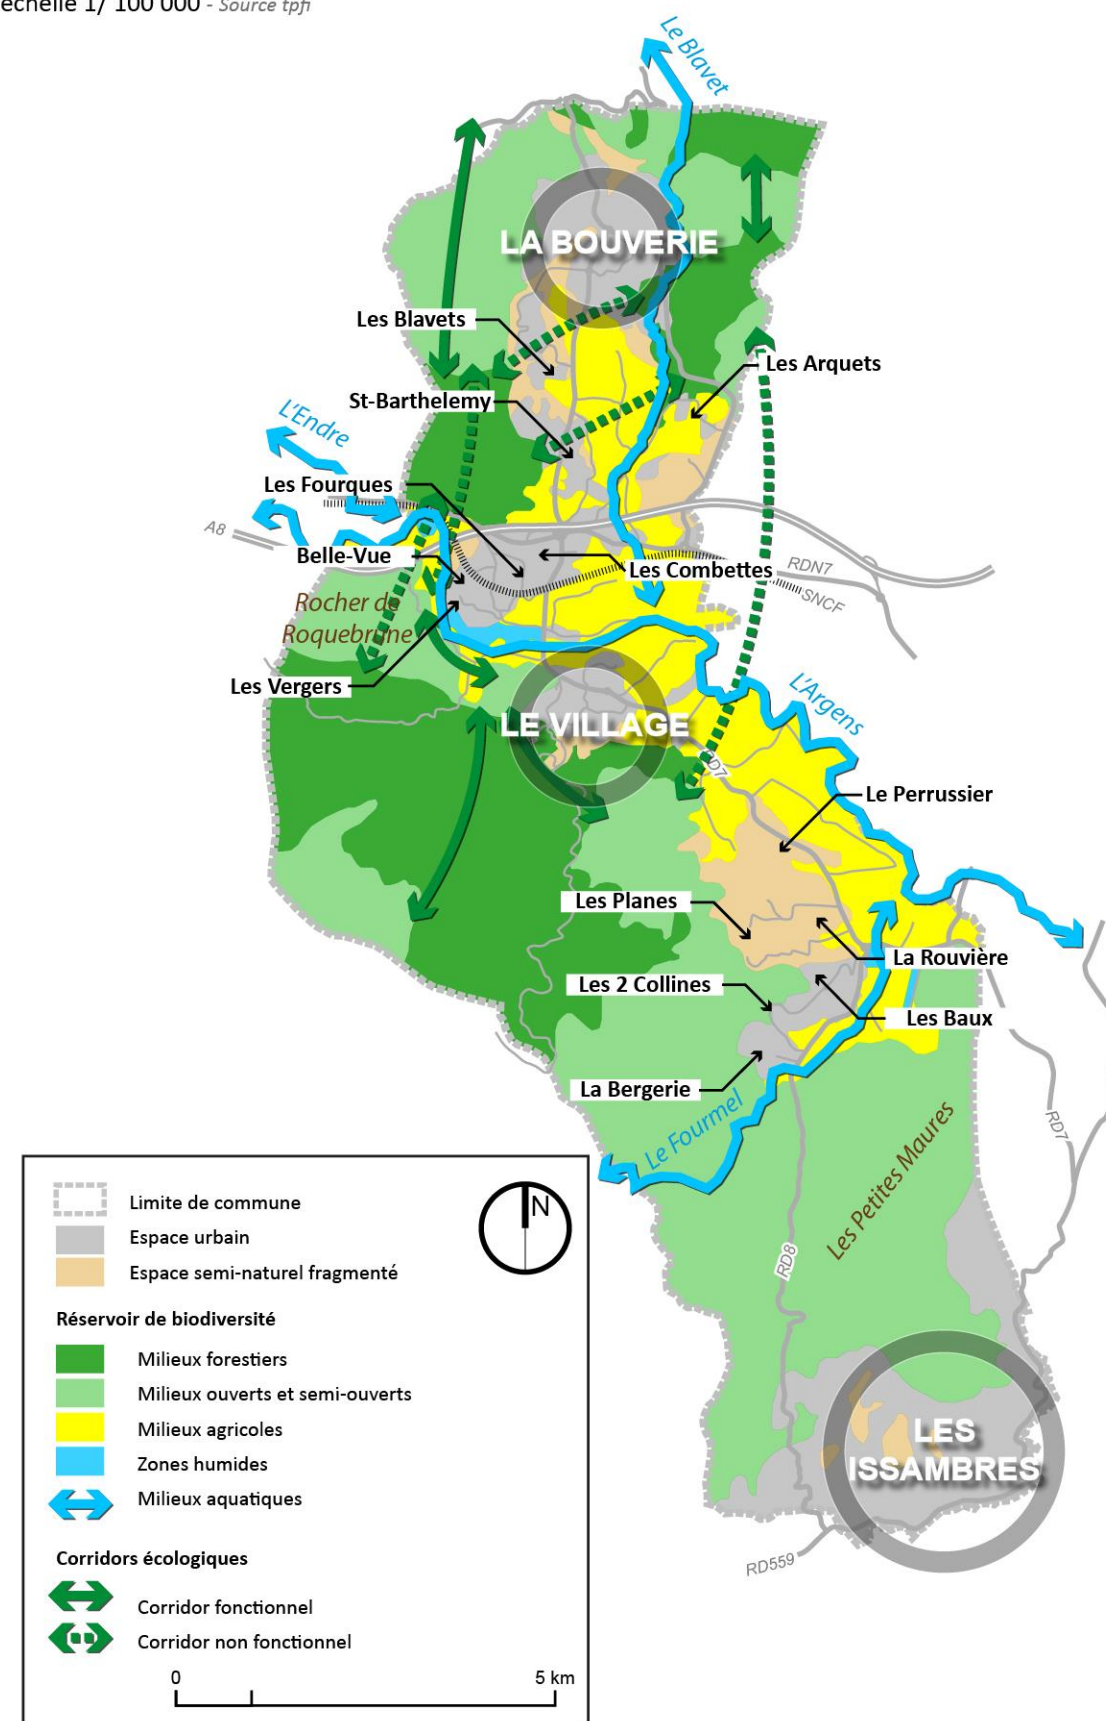 échelle 1/ 100 000 - Source tpfi
Le Blavet
LA BOUVERIE
Les Blavets
Les Arquets
St-Barthelemy
L'Endre
Les Fourques
A8
Belle-Vue
Les Combettes
RDN7
SNCF
Rocher de
Roquebrune
Les Vergers
L'Argens
LE VILLAGE
RD7
Le Perrussier
Les Planes
La Rouvière
Les 2 Collines
Les Baux
La Bergerie
Le Fourmel
RD7
Les Petites Maures
RD8
LES
ISSAMBRES
RD559
N
Limite de commune
Espace urbain
Espace semi-naturel fragmenté
Réservoir de biodiversité
Milieux forestiers
Milieux ouverts et semi-ouverts
Milieux agricoles
Zones humides
Milieux aquatiques
Corridors écologiques
Corridor fonctionnel
Corridor non fonctionnel
0 5 km